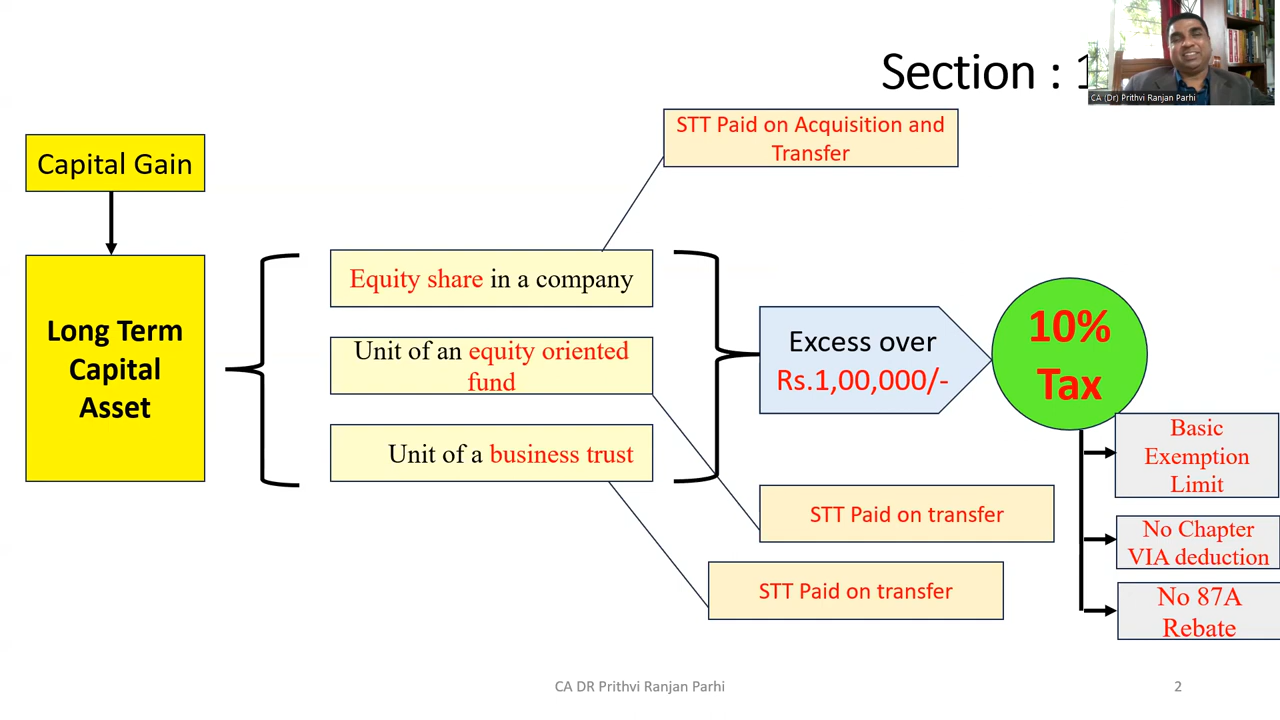 Section : 1
CA (Dr) Prithvi Ranjan Parhi
STT Paid on Acquisition and
Transfer
Capital Gain
Long Term
Capital
Asset
Equity share in a company
Unit of an equity oriented
fund
Unit of a business trust
Excess over
Rs.1,00,000/-
10%
Tax
Basic
Exemption
Limit
STT Paid on transfer
No Chapter
VIA deduction
STT Paid on transfer
No 87A
Rebate
CA DR Prithvi Ranjan Parhi
2